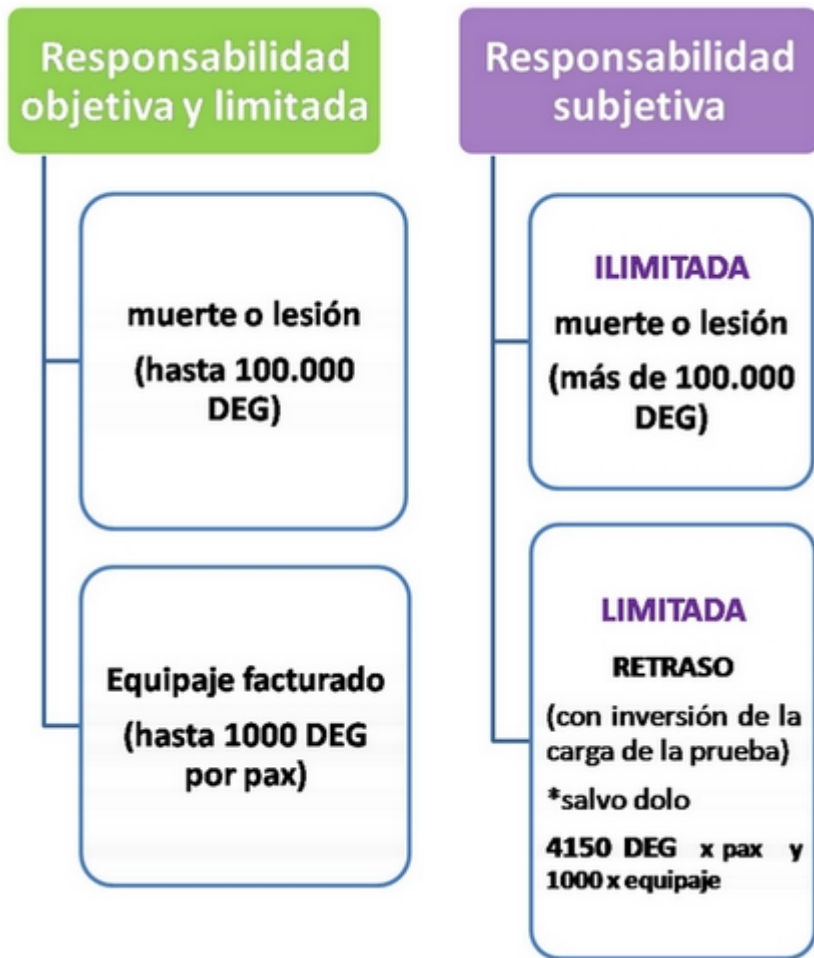 Responsabilidad
objetiva y limitada
muerte o lesión
(hasta 100.000
DEG)
Equipaje facturado
(hasta 1000 DEG
por pax)
Responsabilidad
subjetiva
ILIMITADA
muerte o lesión
(más de 100.000
DEG)
LIMITADA
RETRASO
(con inversión de la
carga de la prueba)
*salvo dolo
4150 DEG x pax y
1000 x equipaje